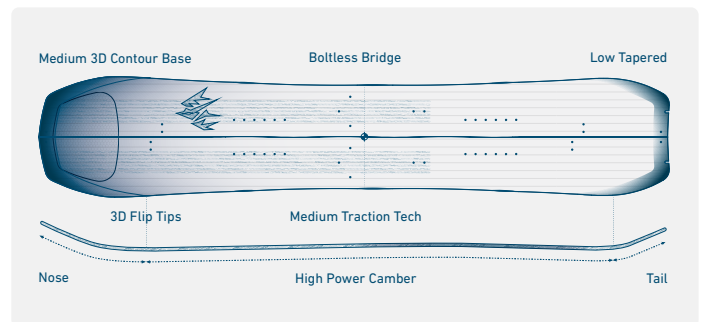 Medium 3D Contour Base
Boltless Bridge
Low Tapered
3D Flip Tips
Medium Traction Tech
Nose
High Power Camber
Tail